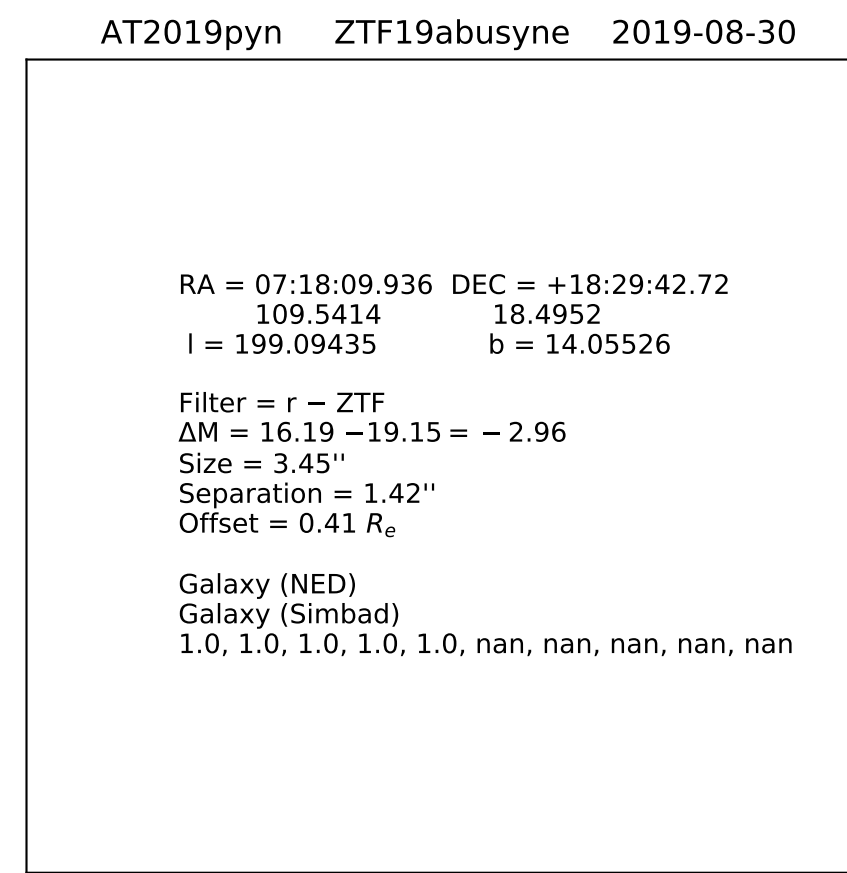 AT2019pyn ZTF19abusyne 2019-08-30
RA = 07:18:09.936 DEC = +18:29:42.72
109.5414 18.4952
l = 199.09435 b = 14.05526
Filter = r − ZTF
ΔM = 16.19 −19.15 = − 2.96
Size = 3.45''
Separation = 1.42''
Offset = 0.41 Re
Galaxy (NED)
Galaxy (Simbad)
1.0, 1.0, 1.0, 1.0, 1.0, nan, nan, nan, nan, nan